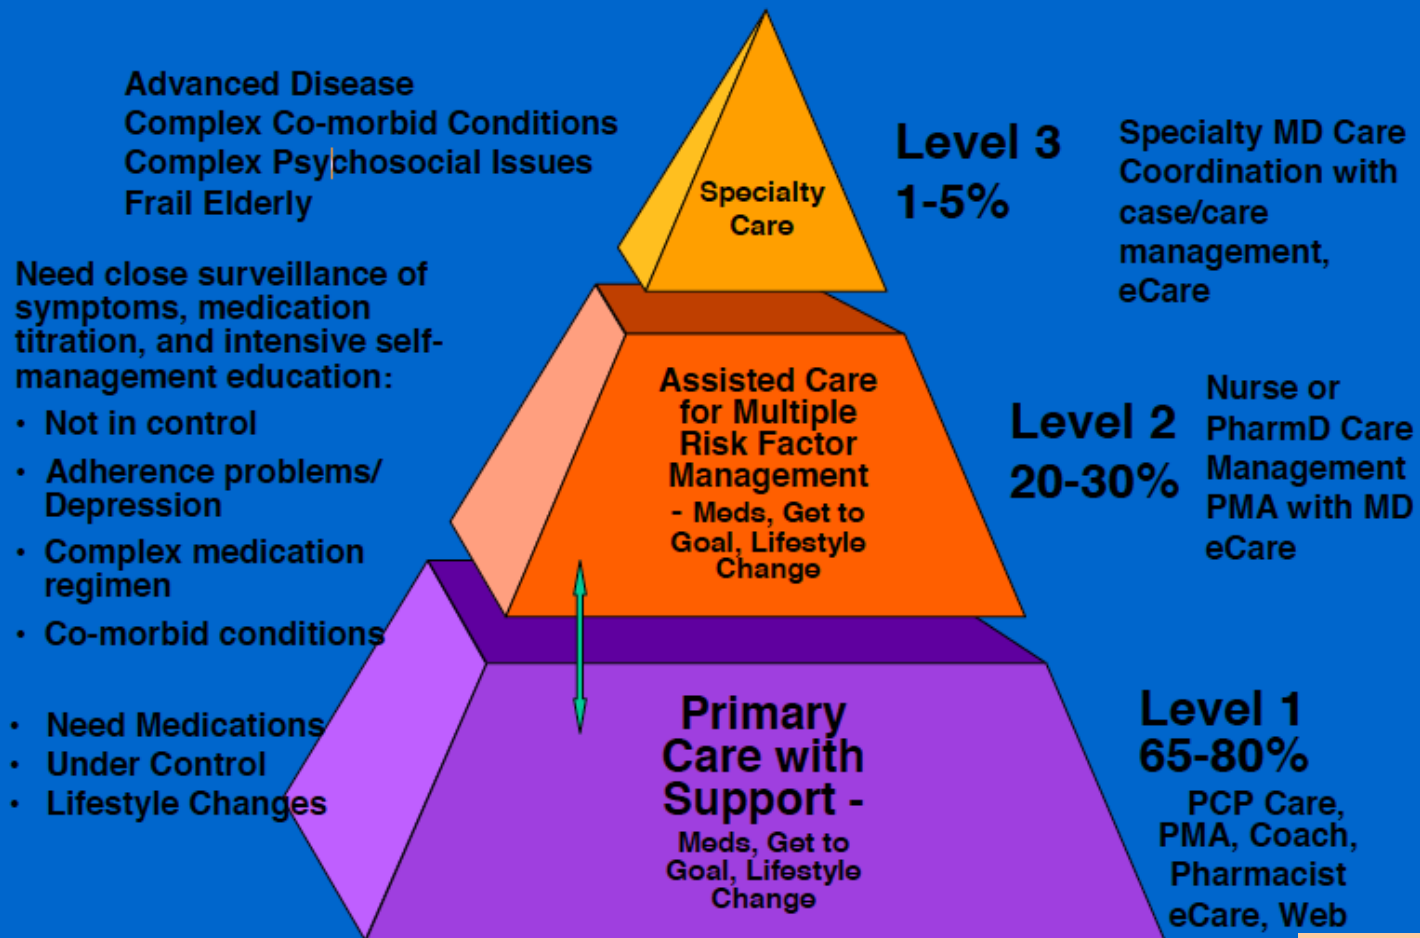 Advanced Disease
Complex Co-morbid Conditions
Complex Psychosocial Issues
Frail Elderly
Specialty
Care
Level 3
1-5%
Specialty MD Care
Coordination with
case/care
management,
eCare
Need close surveillance of
symptoms, medication
titration, and intensive self-
management education:
• Not in control
• Adherence problems/
Depression
• Complex medication
regimen
• Co-morbid conditions
Assisted Care
for Multiple
Risk Factor
Management
- Meds, Get to
Goal, Lifestyle
Change
Level 2
20-30%
Nurse or
PharmD Care
Management
PMA with MD
eCare
• Need Medications
• Under Control
• Lifestyle Changes
Primary
Care with
Support -
Meds, Get to
Goal, Lifestyle
Change
Level 1
65-80%
PCP Care,
PMA, Coach,
Pharmacist
eCare, Web